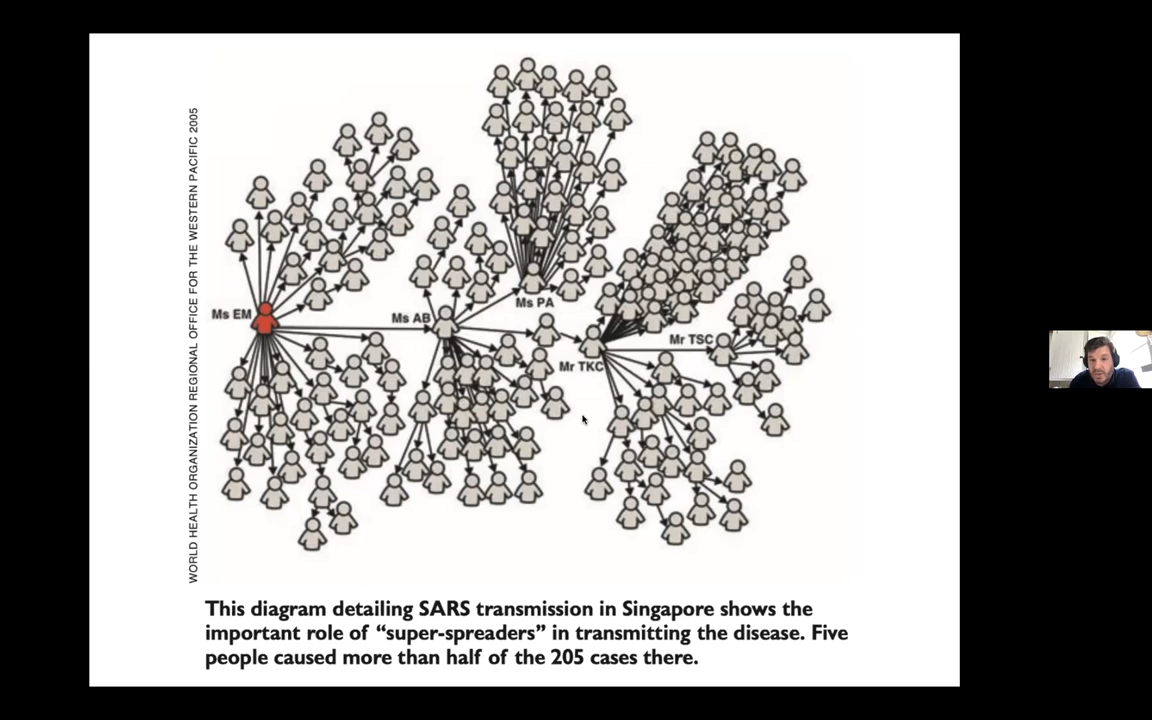 WORLD HEALTH ORGANIZATION REGIONAL OFFICE FOR THE WESTERN PACIFIC 2005
Ms EM
Ms AB
Ms PA
Mr TKC
Mr TSC
This diagram detailing SARS transmission in Singapore shows the
important role of “super-spreaders” in transmitting the disease. Five
people caused more than half of the 205 cases there.